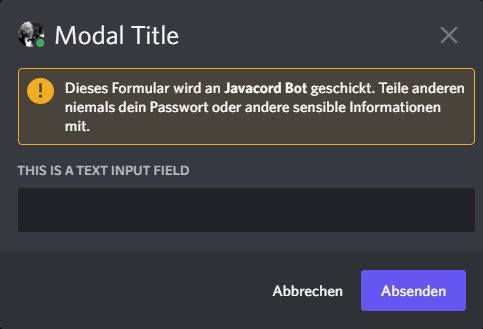 Modal Title
Dieses Formular wird an Javacord Bot geschickt. Teile anderen
niemals dein Passwort oder andere sensible Informationen
mit.
THIS IS A TEXT INPUT FIELD
Abbrechen
Absenden